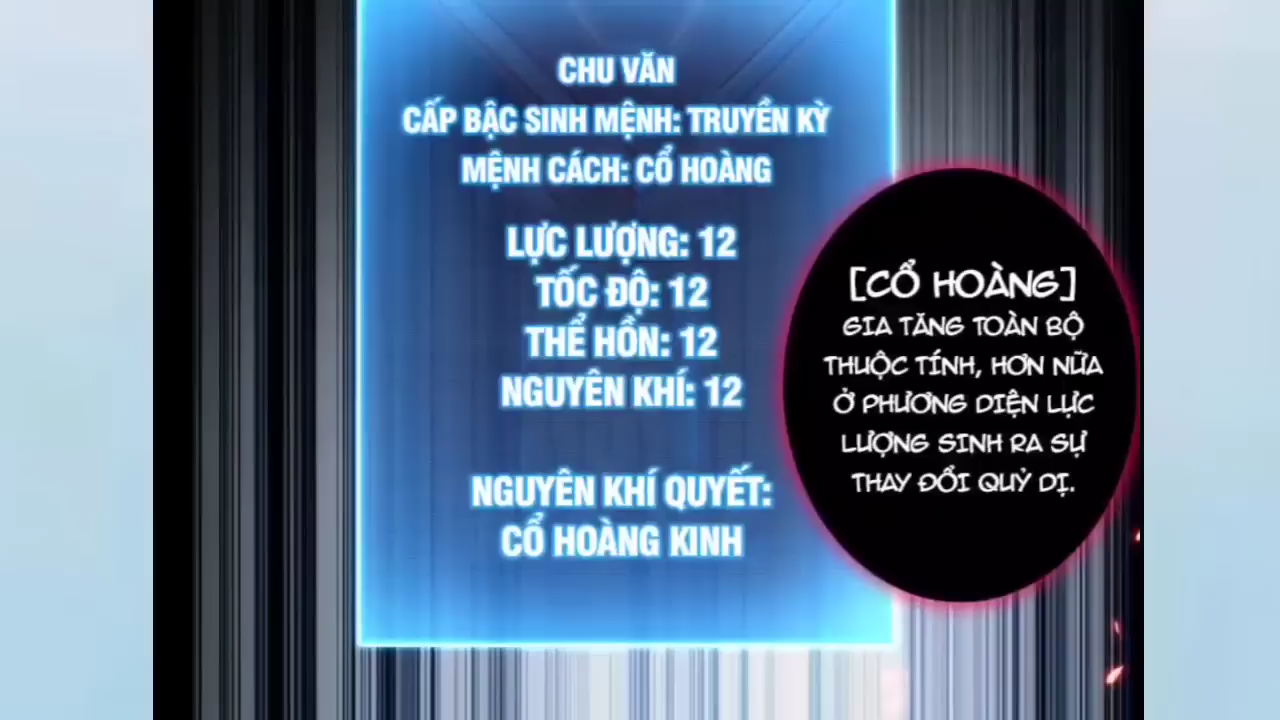 CHU VĂN
CẤP BẬC SINH MỆNH: TRUYỀN KỲ
MỆNH CÁCH: CỔ HOÀNG
LỰC LƯỢNG: 12
TỐC ĐỘ: 12
THỂ HỒN: 12
NGUYÊN KHÍ: 12
NGUYÊN KHÍ QUYẾT:
CỔ HOÀNG KINH
[CỔ HOÀNG]
GIA TĂNG TOÀN BỘ
THUỘC TÍNH, HƠN NỮA
Ở PHƯƠNG DIỆN LỰC
LƯỢNG SINH RA SỰ
THAY ĐỔI QUỶ DỊ.